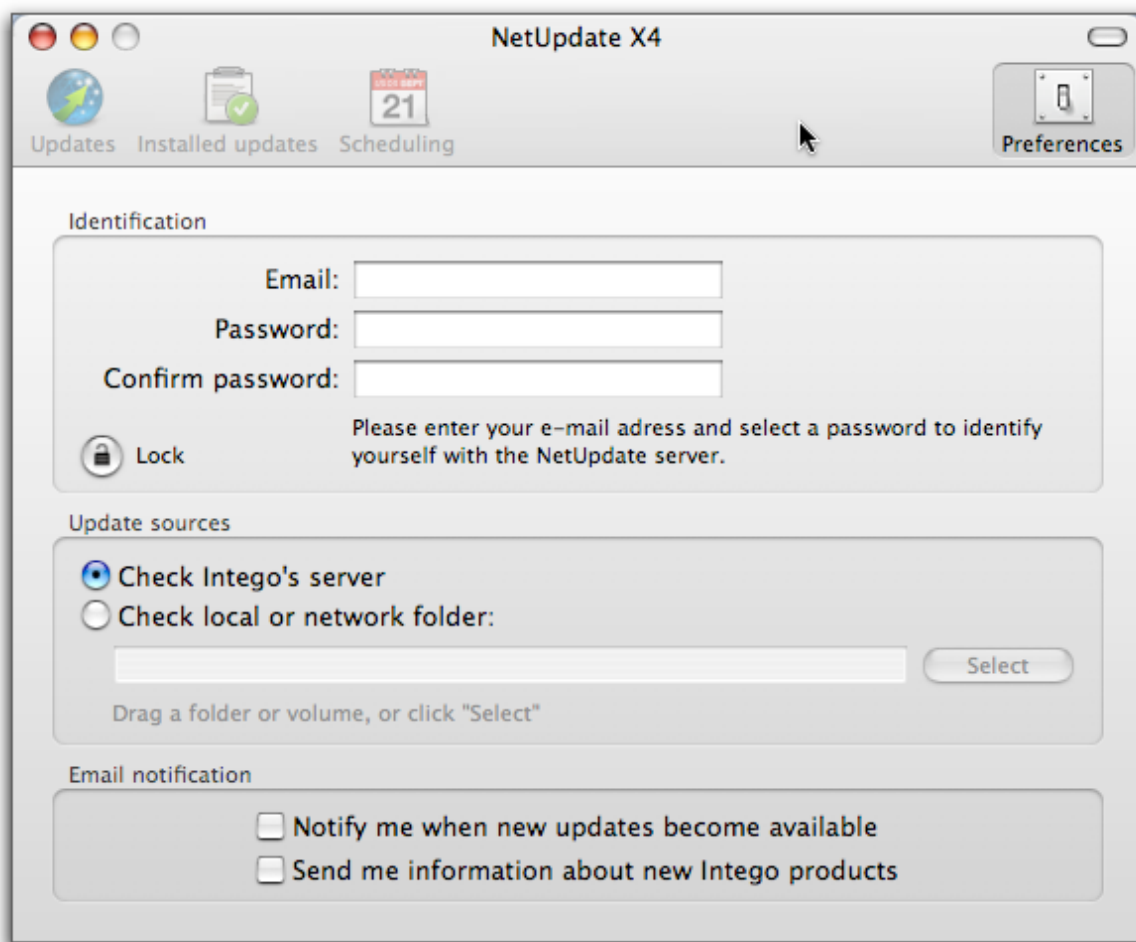 NetUpdate X4
Updates
Installed updates
21
Scheduling
Preferences
Identification
Email:
Password:
Confirm password:
Please enter your e-mail adress and select a password to identify
yourself with the NetUpdate server.
Lock
Update sources
Check Intego's server
Check local or network folder:
Select
Drag a folder or volume, or click "Select"
Email notification
Notify me when new updates become available
Send me information about new Intego products